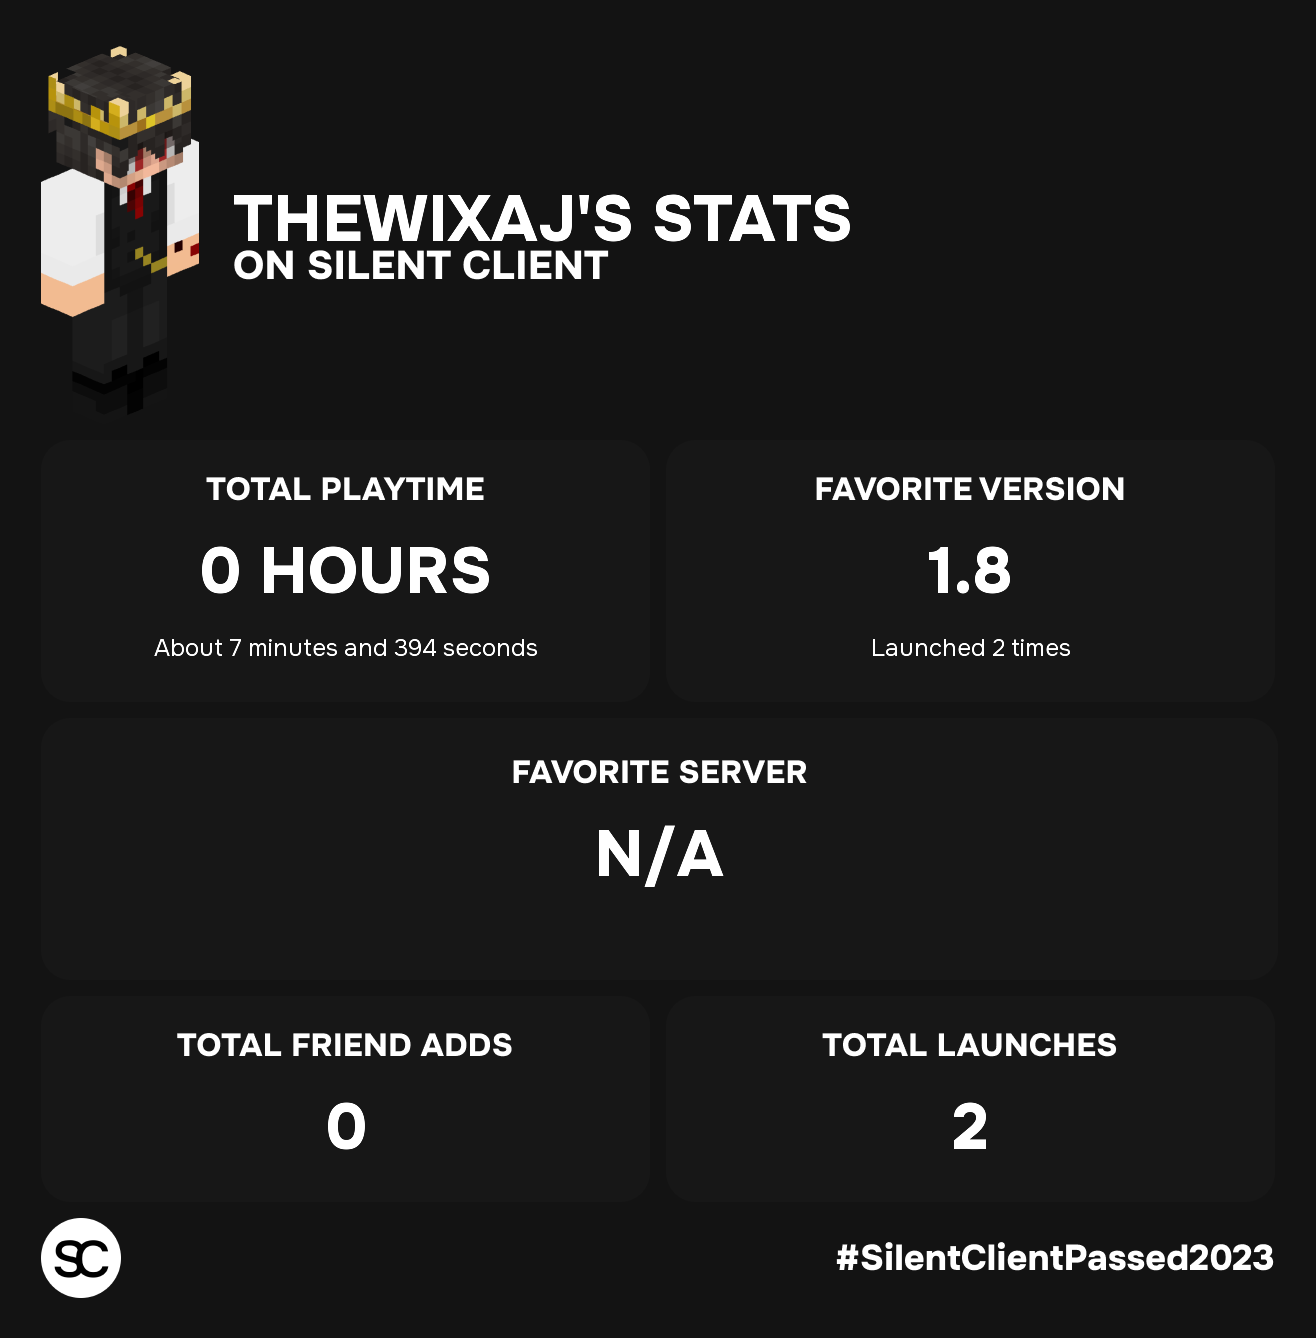 THEWIXAJ'S STATS
ON SILENT CLIENT
TOTAL PLAYTIME
0 HOURS
About 7 minutes and 394 seconds
FAVORITE VERSION
1.8
Launched 2 times
FAVORITE SERVER
N/A
TOTAL FRIEND ADDS
0
TOTAL LAUNCHES
2
SC
#SilentClientPassed2023